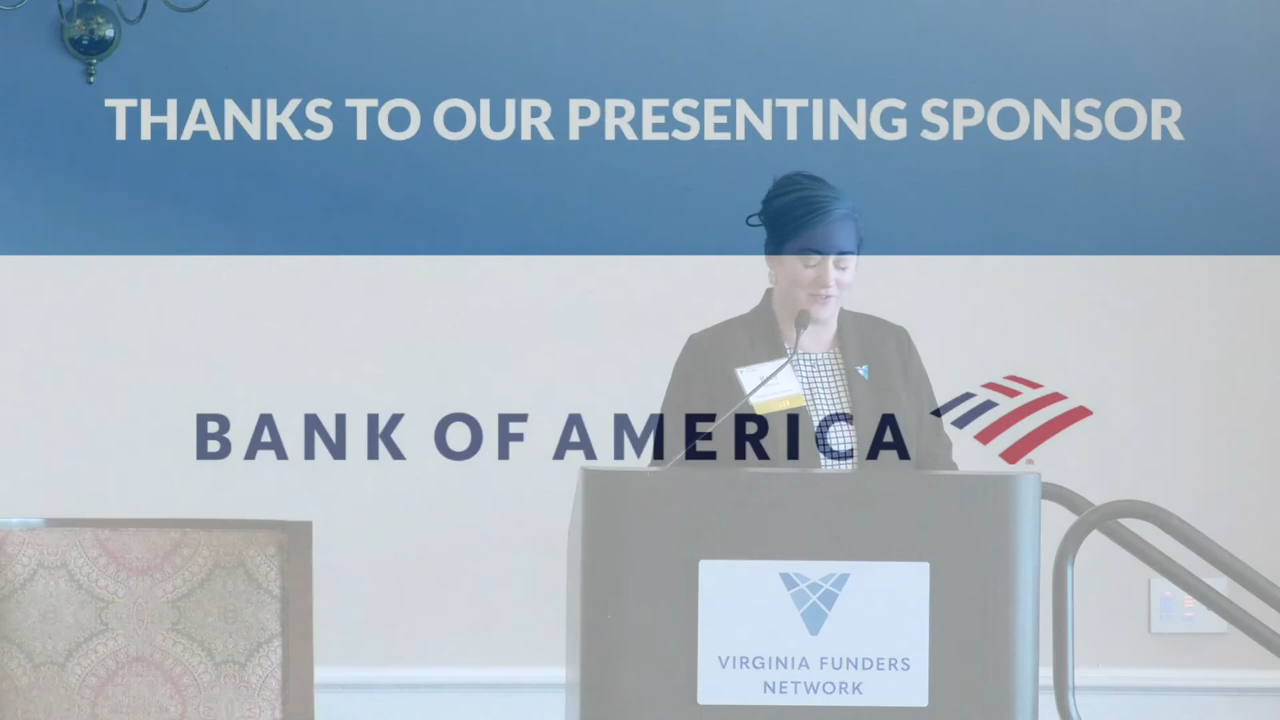 THANKS TO OUR PRESENTING SPONSOR
BANK OF AMERICA
VIRGINIA FUNDERS
NETWORK